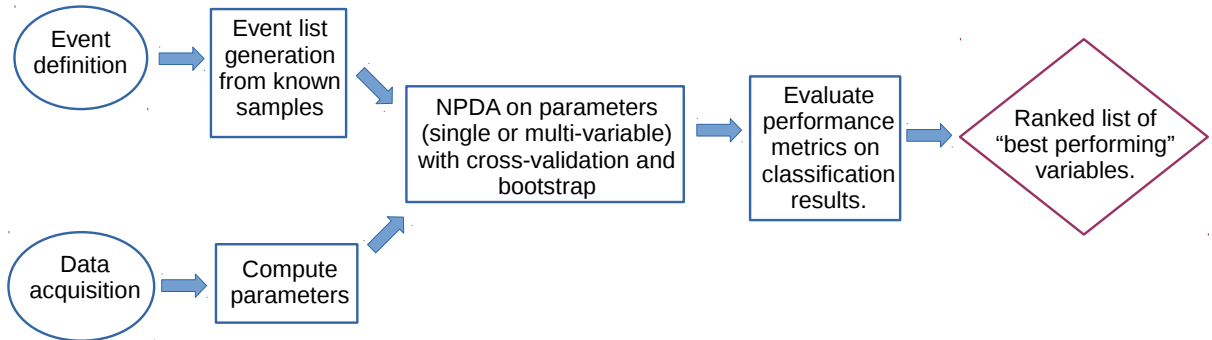 Event
definition
Event list
generation
from known
samples
NPDA on parameters
(single or multi-variable)
with cross-validation and
bootstrap
Evaluate
performance
metrics on
classification
results.
Ranked list of
“best performing”
variables.
Data
acquisition
Compute
parameters